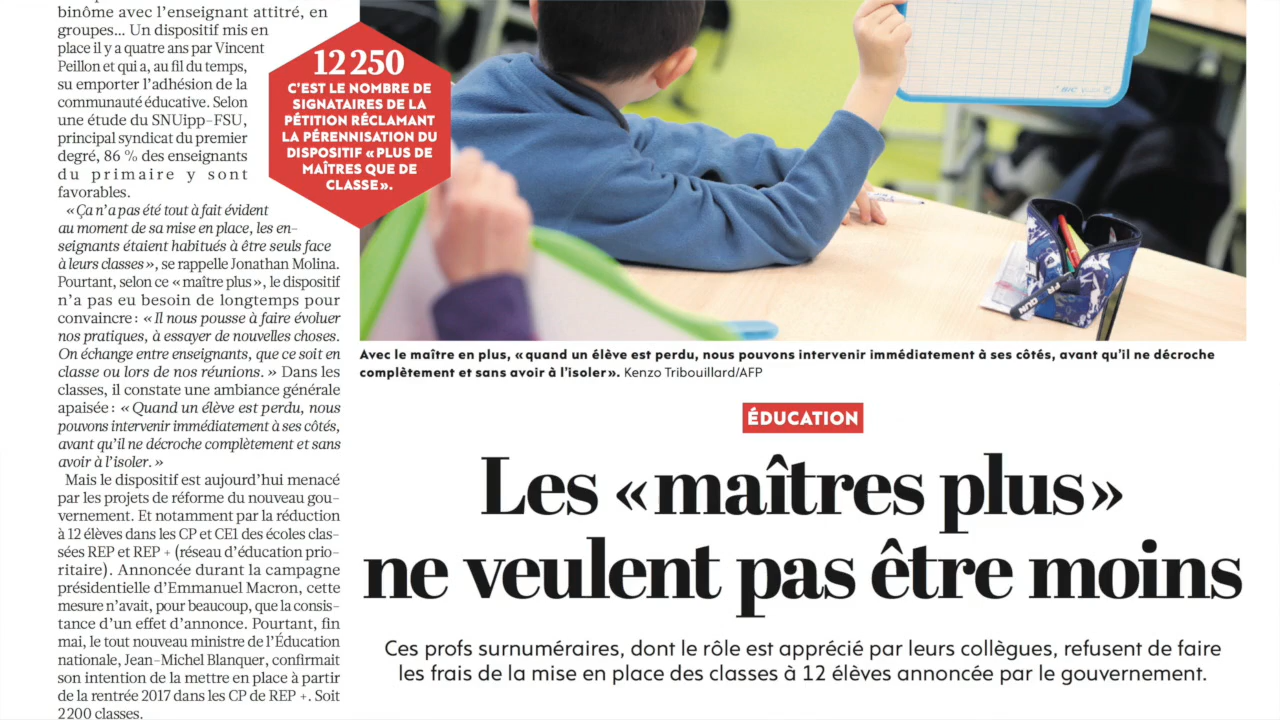 binôme avec l'enseignant attitré, en
groupes... Un dispositif mis en
place il y a quatre ans par Vincent
Peillon et qui a, au fil du temps,
su emporter l'adhésion de la
communauté éducative. Selon
une étude du SNUipp-FSU,
principal syndicat du premier
degré, 86 % des enseignants
du primaire y sont
favorables.
« Ça n'a pas été tout à fait évident
au moment de sa mise en place, les en-
seignants étaient habitués à être seuls face
à leurs classes », se rappelle Jonathan Molina.
Pourtant, selon ce « maître plus », le dispositif
n'a pas eu besoin de longtemps pour
convaincre : « Il nous pousse à faire évoluer
nos pratiques, à essayer de nouvelles choses.
On échange entre enseignants, que ce soit en
classe ou lors de nos réunions. » Dans les
classes, il constate une ambiance générale
apaisée : « Quand un élève est perdu, nous
pouvons intervenir immédiatement à ses côtés,
avant qu'il ne décroche complètement et sans
avoir à l'isoler. »
Mais le dispositif est aujourd'hui menacé
par les projets de réforme du nouveau gou-
vernement. Et notamment par la réduction
à 12 élèves dans les CP et CE1 des écoles clas-
sées REP et REP + (réseau d'éducation prio-
ritaire). Annoncée durant la campagne
présidentielle d'Emmanuel Macron, cette
mesure n'avait, pour beaucoup, que la consis-
tance d'un effet d'annonce. Pourtant, fin
mai, le tout nouveau ministre de l'Éducation
nationale, Jean-Michel Blanquer, confirmait
son intention de la mettre en place à partir
de la rentrée 2017 dans les CP de REP +. Soit
2 200 classes.
12 250
C'EST LE NOMBRE DE
SIGNATAIRES DE LA
PÉTITION RÉCLAMANT
LA PÉRENNISATION DU
DISPOSITIF « PLUS DE
MAÎTRES QUE DE
CLASSE ».
Avec le maître en plus, « quand un élève est perdu, nous pouvons intervenir immédiatement à ses côtés, avant qu'il ne décroche
complètement et sans avoir à l'isoler ». Kenzo Tribouillard/AFP
ÉDUCATION
Les « maîtres plus »
ne veulent pas être moins
Ces profs surnuméraires, dont le rôle est apprécié par leurs collègues, refusent de faire
les frais de la mise en place des classes à 12 élèves annoncée par le gouvernement.